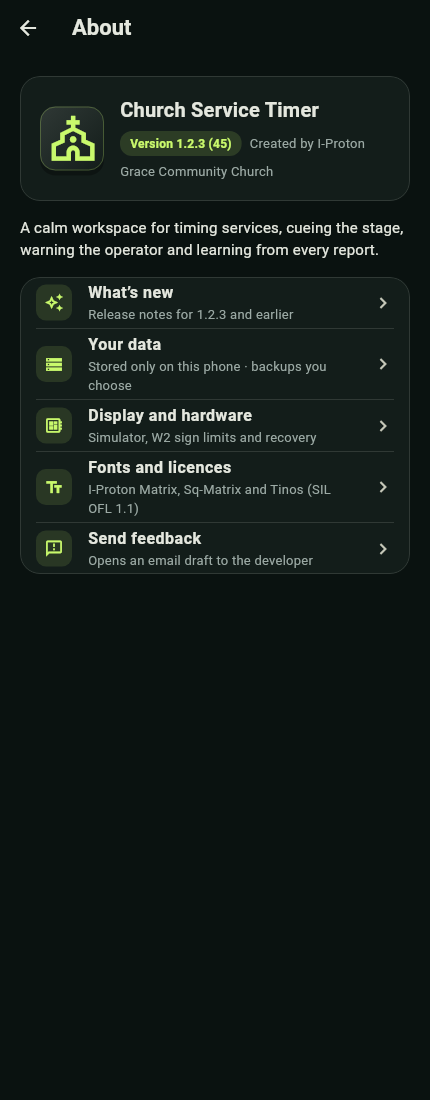 About
Church Service Timer
Version 1.2.3 (45) Created by I-Proton
Grace Community Church
A calm workspace for timing services, cueing the stage,
warning the operator and learning from every report.
What's new
Release notes for 1.2.3 and earlier
Your data
Stored only on this phone · backups you
choose
Display and hardware
Simulator, W2 sign limits and recovery
Fonts and licences
I-Proton Matrix, Sq-Matrix and Tinos (SIL
OFL 1.1)
Send feedback
Opens an email draft to the developer